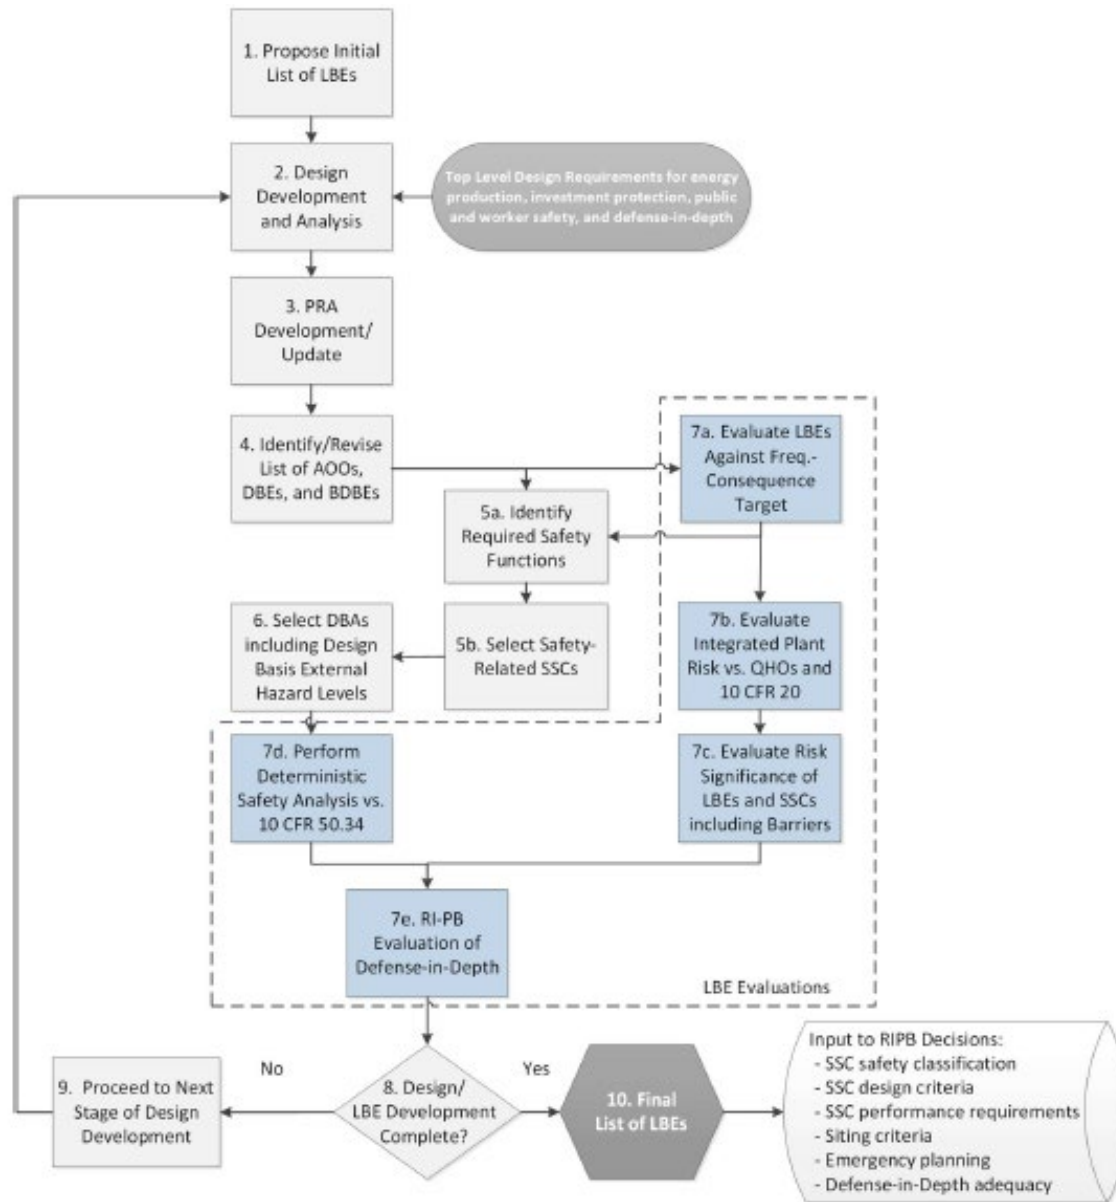 1. Propose Initial
List of LBEs
2. Design
Development
and Analysis
Top Level Design Requirements for energy
production, investment protection, public
and worker safety, and defense-in-depth
3. PRA
Development/
Update
4. Identify/Revise
List of AOOs,
DBEs, and BDBEs
7a. Evaluate LBEs
Against Freq.-
Consequence
Target
5a. Identify
Required Safety
Functions
6. Select DBAs
including Design
Basis External
Hazard Levels
5b. Select Safety-
Related SSCs
7b. Evaluate
Integrated Plant
Risk vs. QHOs and
10 CFR 20
7d. Perform
Deterministic
Safety Analysis vs.
10 CFR 50.34
7c. Evaluate Risk
Significance of
LBEs and SSCs
including Barriers
7e. RI-PB
Evaluation of
Defense-in-Depth
LBE Evaluations
9. Proceed to Next
Stage of Design
Development
No
8. Design/
LBE Development
Complete?
Yes
10. Final
List of LBEs
Input to RIPB Decisions:
- SSC safety classification
- SSC design criteria
- SSC performance requirements
- Siting criteria
- Emergency planning
- Defense-in-Depth adequacy